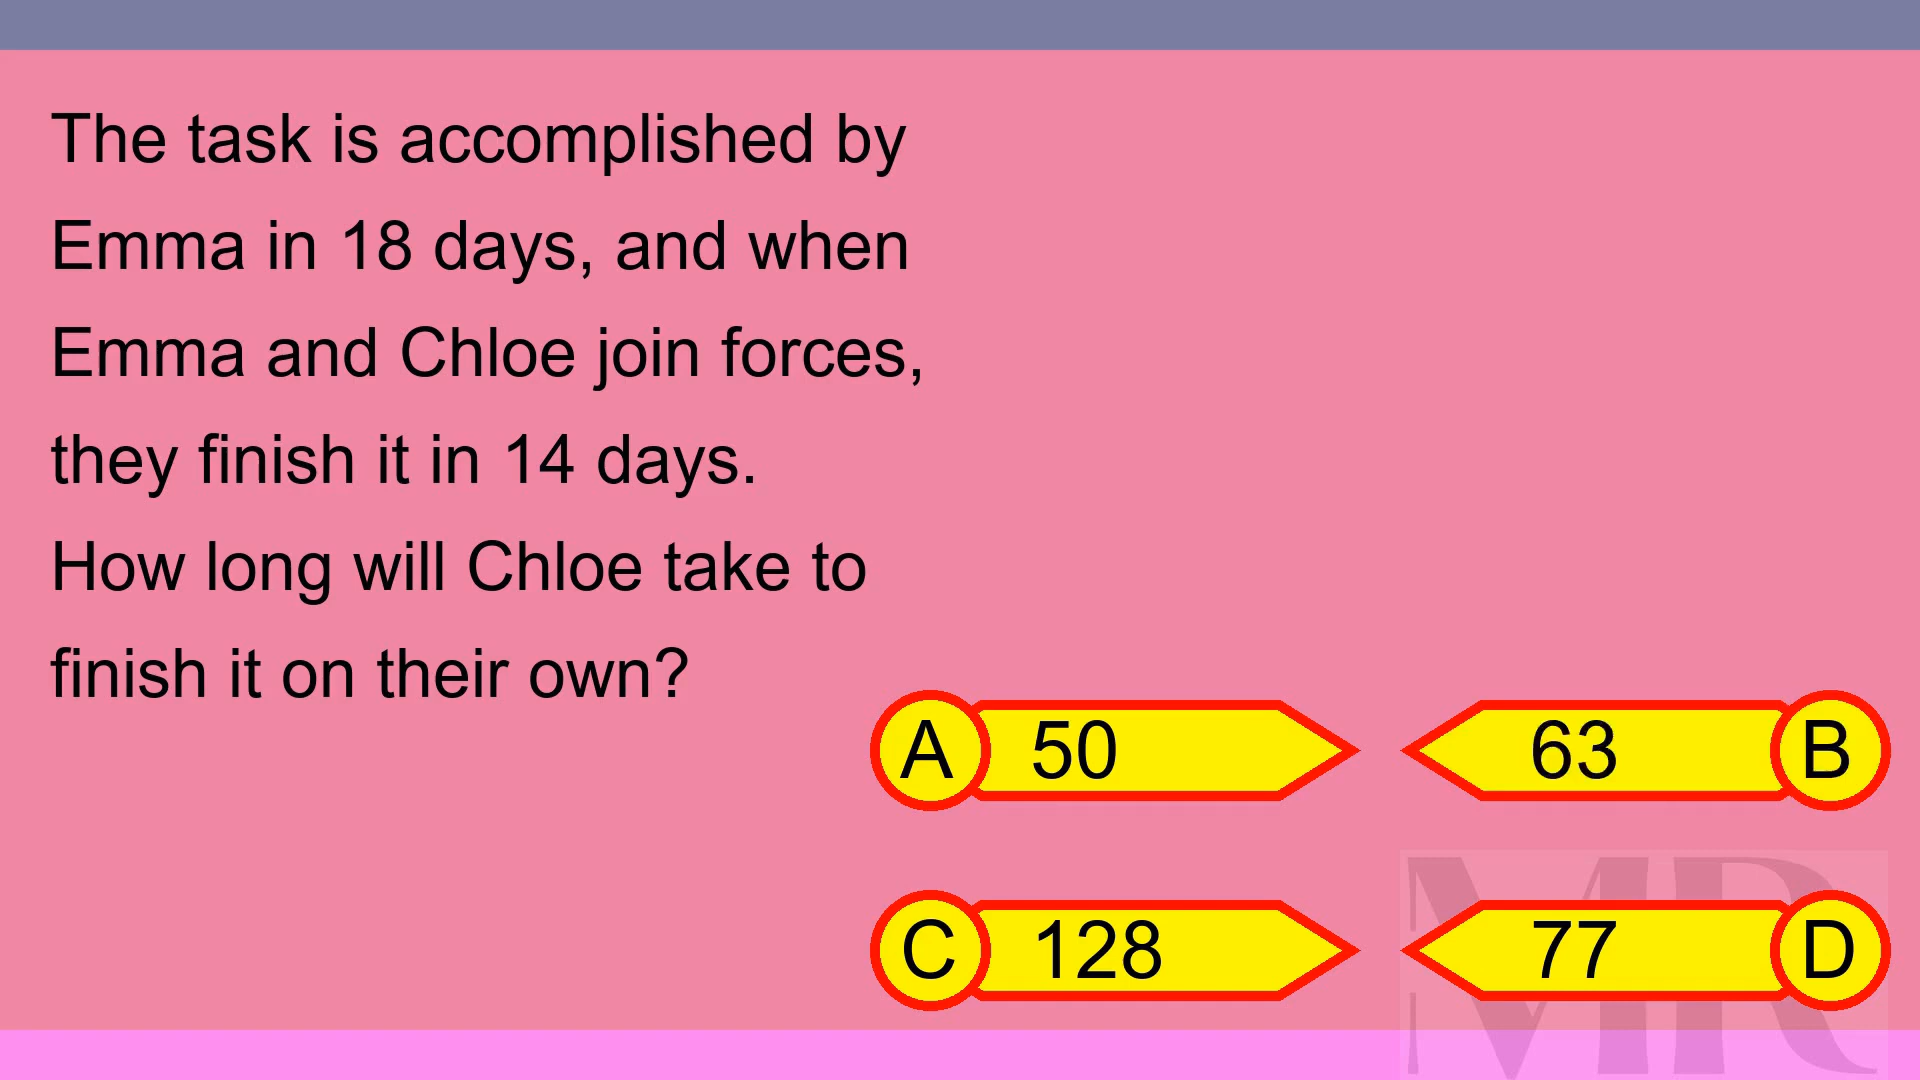 The task is accomplished by
Emma in 18 days, and when
Emma and Chloe join forces,
they finish it in 14 days.
How long will Chloe take to
finish it on their own?
A 50
63 B
C 128
77 D
MR